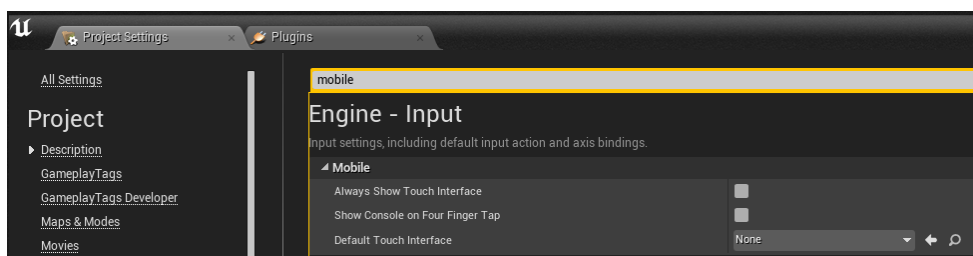 Project Settings
Plugins
All Settings
Project
Description
GameplayTags
GameplayTags Developer
Maps & Modes
Movies
mobile
Engine - Input
Input settings, including default input action and axis bindings.
Mobile
Always Show Touch Interface
Show Console on Four Finger Tap
Default Touch Interface None